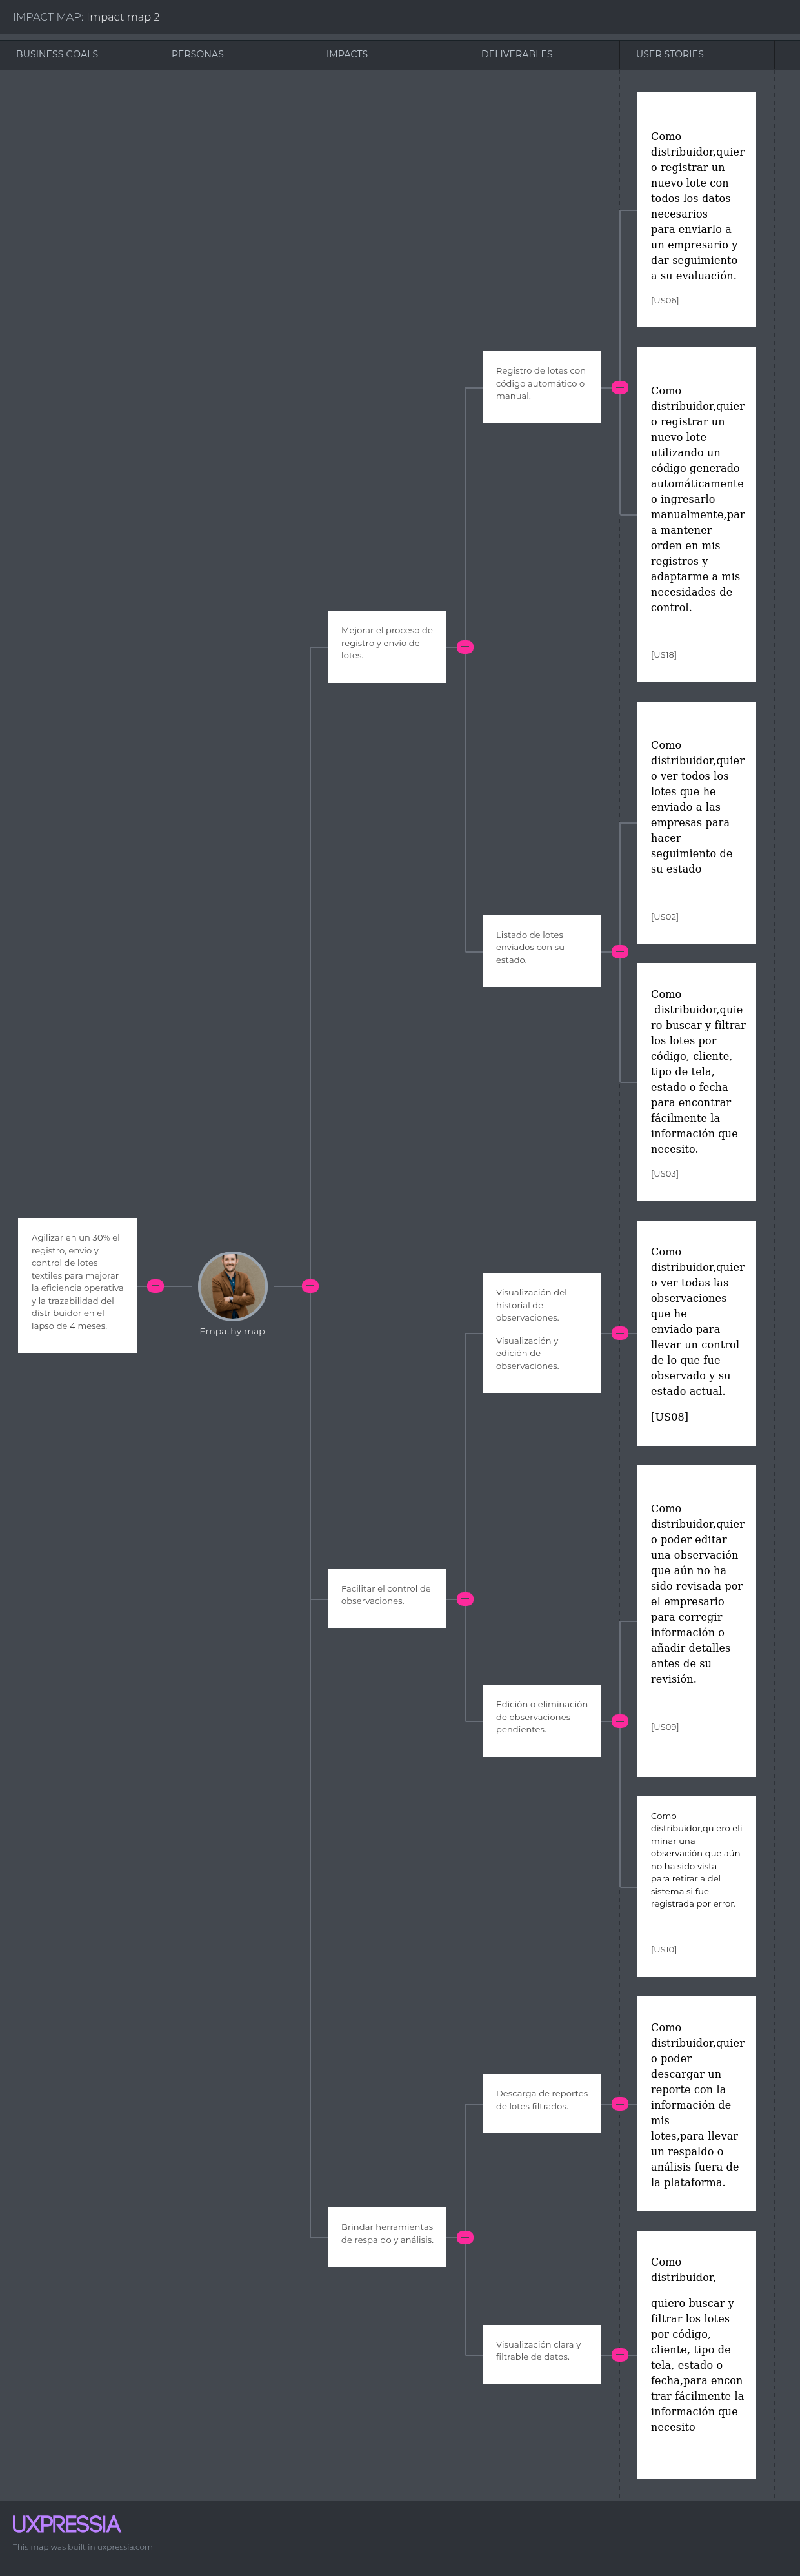 IMPACT MAP: Impact map 2
BUSINESS GOALS
PERSONAS
IMPACTS
DELIVERABLES
USER STORIES
Agilizar en un 30% el
registro, envío y
control de lotes
textiles para mejorar
la eficiencia operativa
y la trazabilidad del
distribuidor en el
lapso de 4 meses.
Empathy map
Mejorar el proceso de
registro y envío de
lotes.
Registro de lotes con
código automático o
manual.
Como
distribuidor,quier
o registrar un
nuevo lote con
todos los datos
necesarios
para enviarlo a
un empresario y
dar seguimiento
a su evaluación.
[US06]
Como
distribuidor,quier
o registrar un
nuevo lote
utilizando un
código generado
automáticamente
o ingresarlo
manualmente,par
a mantener
orden en mis
registros y
adaptarme a mis
necesidades de
control.
[US18]
Listado de lotes
enviados con su
estado.
Como
distribuidor,quier
o ver todos los
lotes que he
enviado a las
empresas para
hacer
seguimiento de
su estado
[US02]
Como
distribuidor,quie
ro buscar y filtrar
los lotes por
código, cliente,
tipo de tela,
estado o fecha
para encontrar
fácilmente la
información que
necesito.
[US03]
Facilitar el control de
observaciones.
Visualización del
historial de
observaciones.
Visualización y
edición de
observaciones.
Como
distribuidor,quier
o ver todas las
observaciones
que he
enviado para
llevar un control
de lo que fue
observado y su
estado actual.
[US08]
Edición o eliminación
de observaciones
pendientes.
Como
distribuidor,quier
o poder editar
una observación
que aún no ha
sido revisada por
el empresario
para corregir
información o
añadir detalles
antes de su
revisión.
[US09]
Como
distribuidor,quiero eli
minar una
observación que aún
no ha sido vista
para retirarla del
sistema si fue
registrada por error.
[US10]
Brindar herramientas
de respaldo y análisis.
Descarga de reportes
de lotes filtrados.
Como
distribuidor,quier
o poder
descargar un
reporte con la
información de
mis
lotes,para llevar
un respaldo o
análisis fuera de
la plataforma.
Visualización clara y
filtrable de datos.
Como
distribuidor,
quiero buscar y
filtrar los lotes
por código,
cliente, tipo de
tela, estado o
fecha,para encon
trar fácilmente la
información que
necesito
UXPRESSIA
This map was built in uxpressia.com